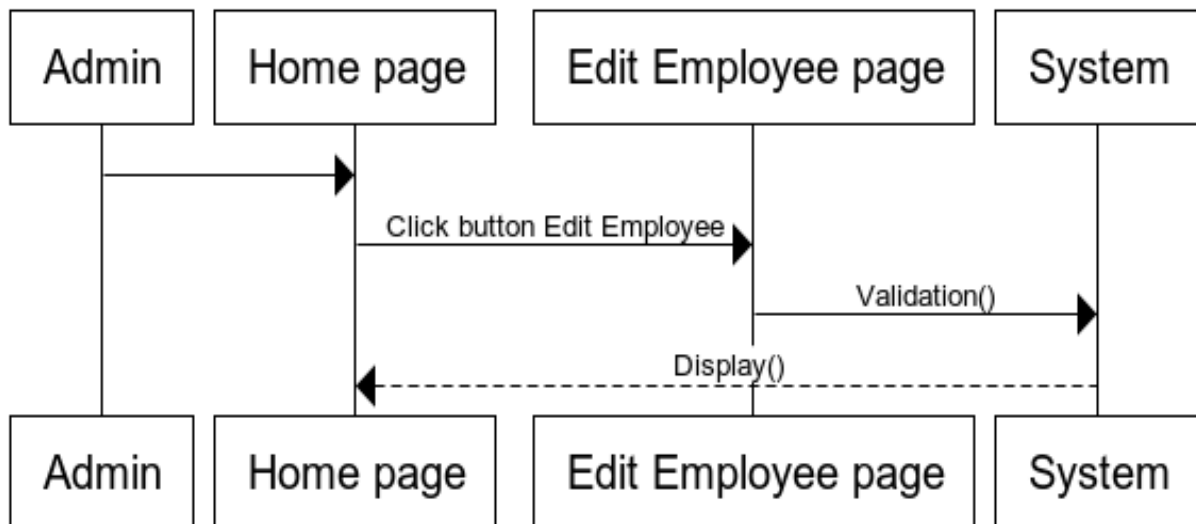 Admin
Home page
Edit Employee page
System
Click button Edit Employee
Validation()
Display()
Admin
Home page
Edit Employee page
System